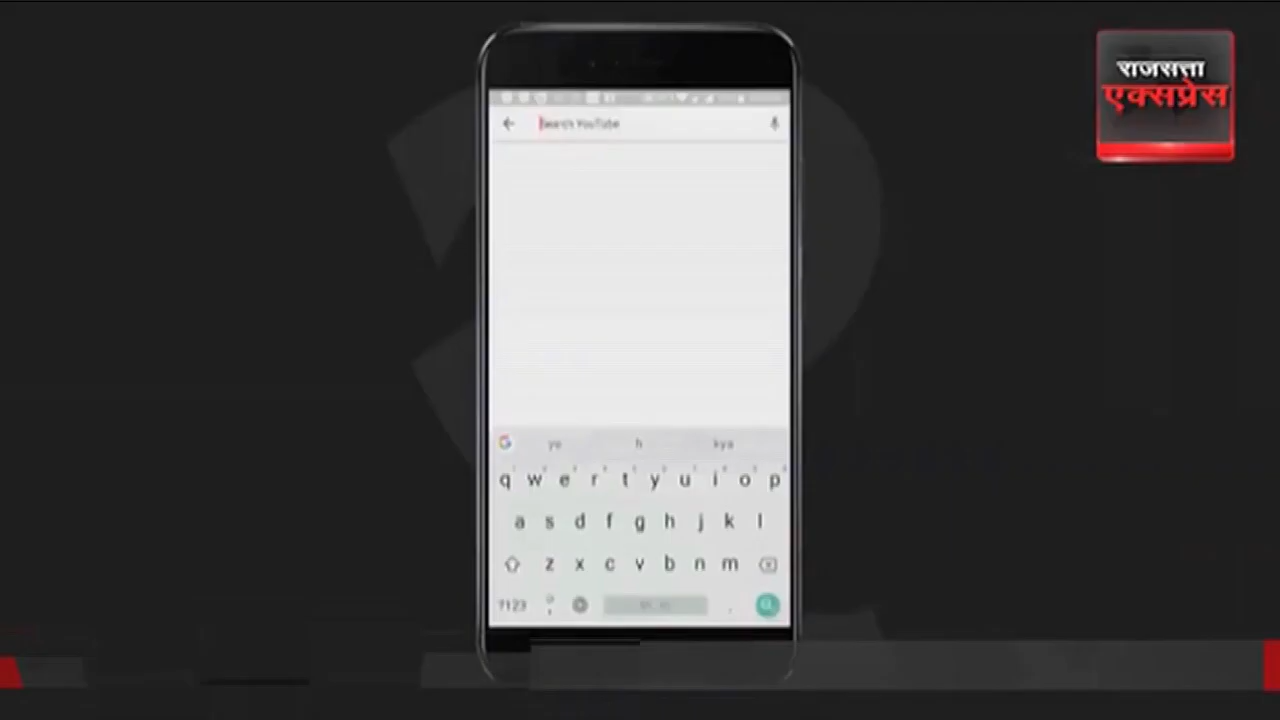 राजसत्ता
एक्सप्रेस
Search YouTube
ye h kya
q w e r t y u i o p
a s d f g h j k l
z x c v b n m
?123 , .